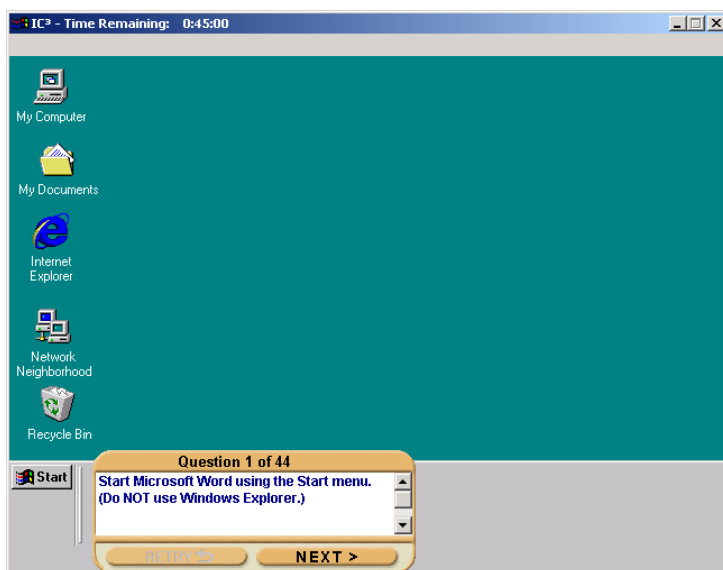 IC³ - Time Remaining: 0:45:00
My Computer
My Documents
Internet
Explorer
Network
Neighborhood
Recycle Bin
Start
Question 1 of 44
Start Microsoft Word using the Start menu.
(Do NOT use Windows Explorer.)
RETRY
NEXT >